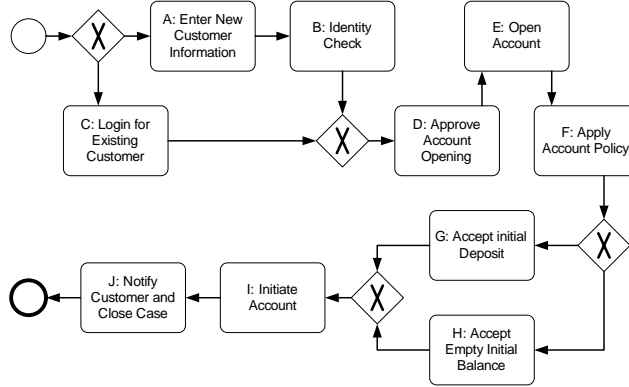 A: Enter New
Customer
Information
B: Identity
Check
E: Open
Account
C: Login for
Existing
Customer
D: Approve
Account
Opening
F: Apply
Account Policy
G: Accept initial
Deposit
J: Notify
Customer and
Close Case
I: Initiate
Account
H: Accept
Empty Initial
Balance